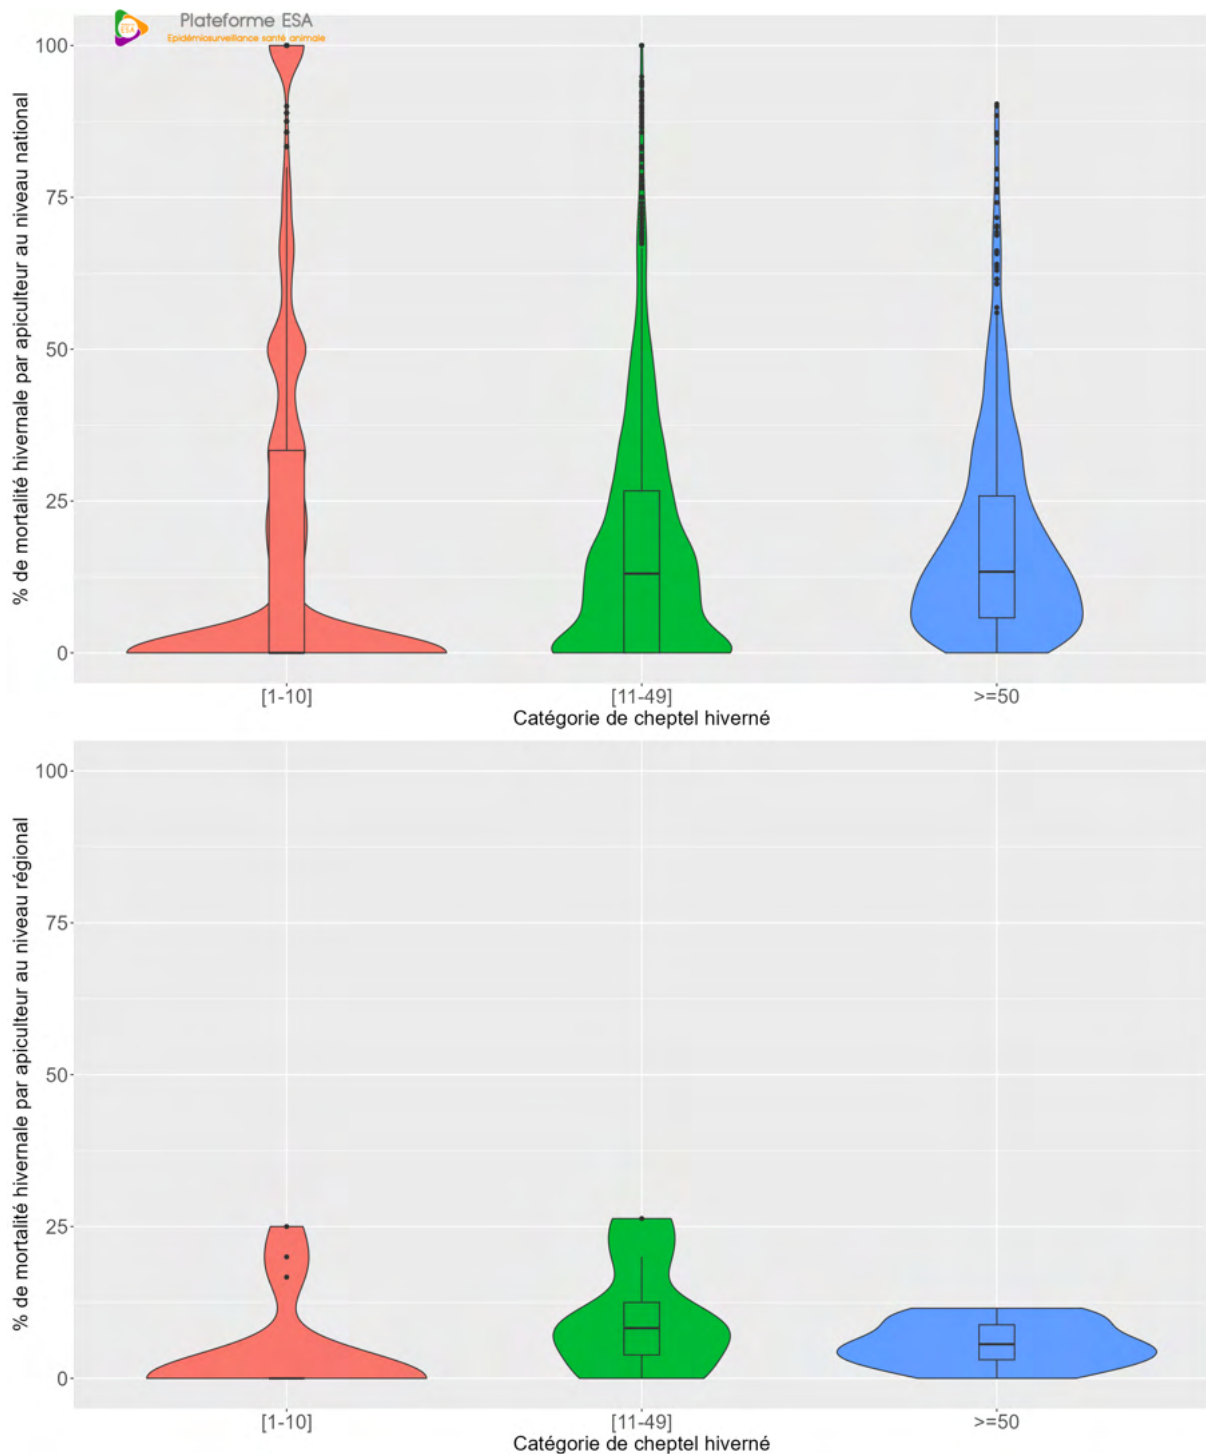 Plateforme ESA
ESA
Epidémiosurveillance santé animale
% de mortalité hivernale par apiculteur au niveau national
100
75
50
25
0
[1-10]
[11-49]
>=50
Catégorie de cheptel hiverné
% de mortalité hivernale par apiculteur au niveau régional
100
75
50
25
0
[1-10]
[11-49]
>=50
Catégorie de cheptel hiverné